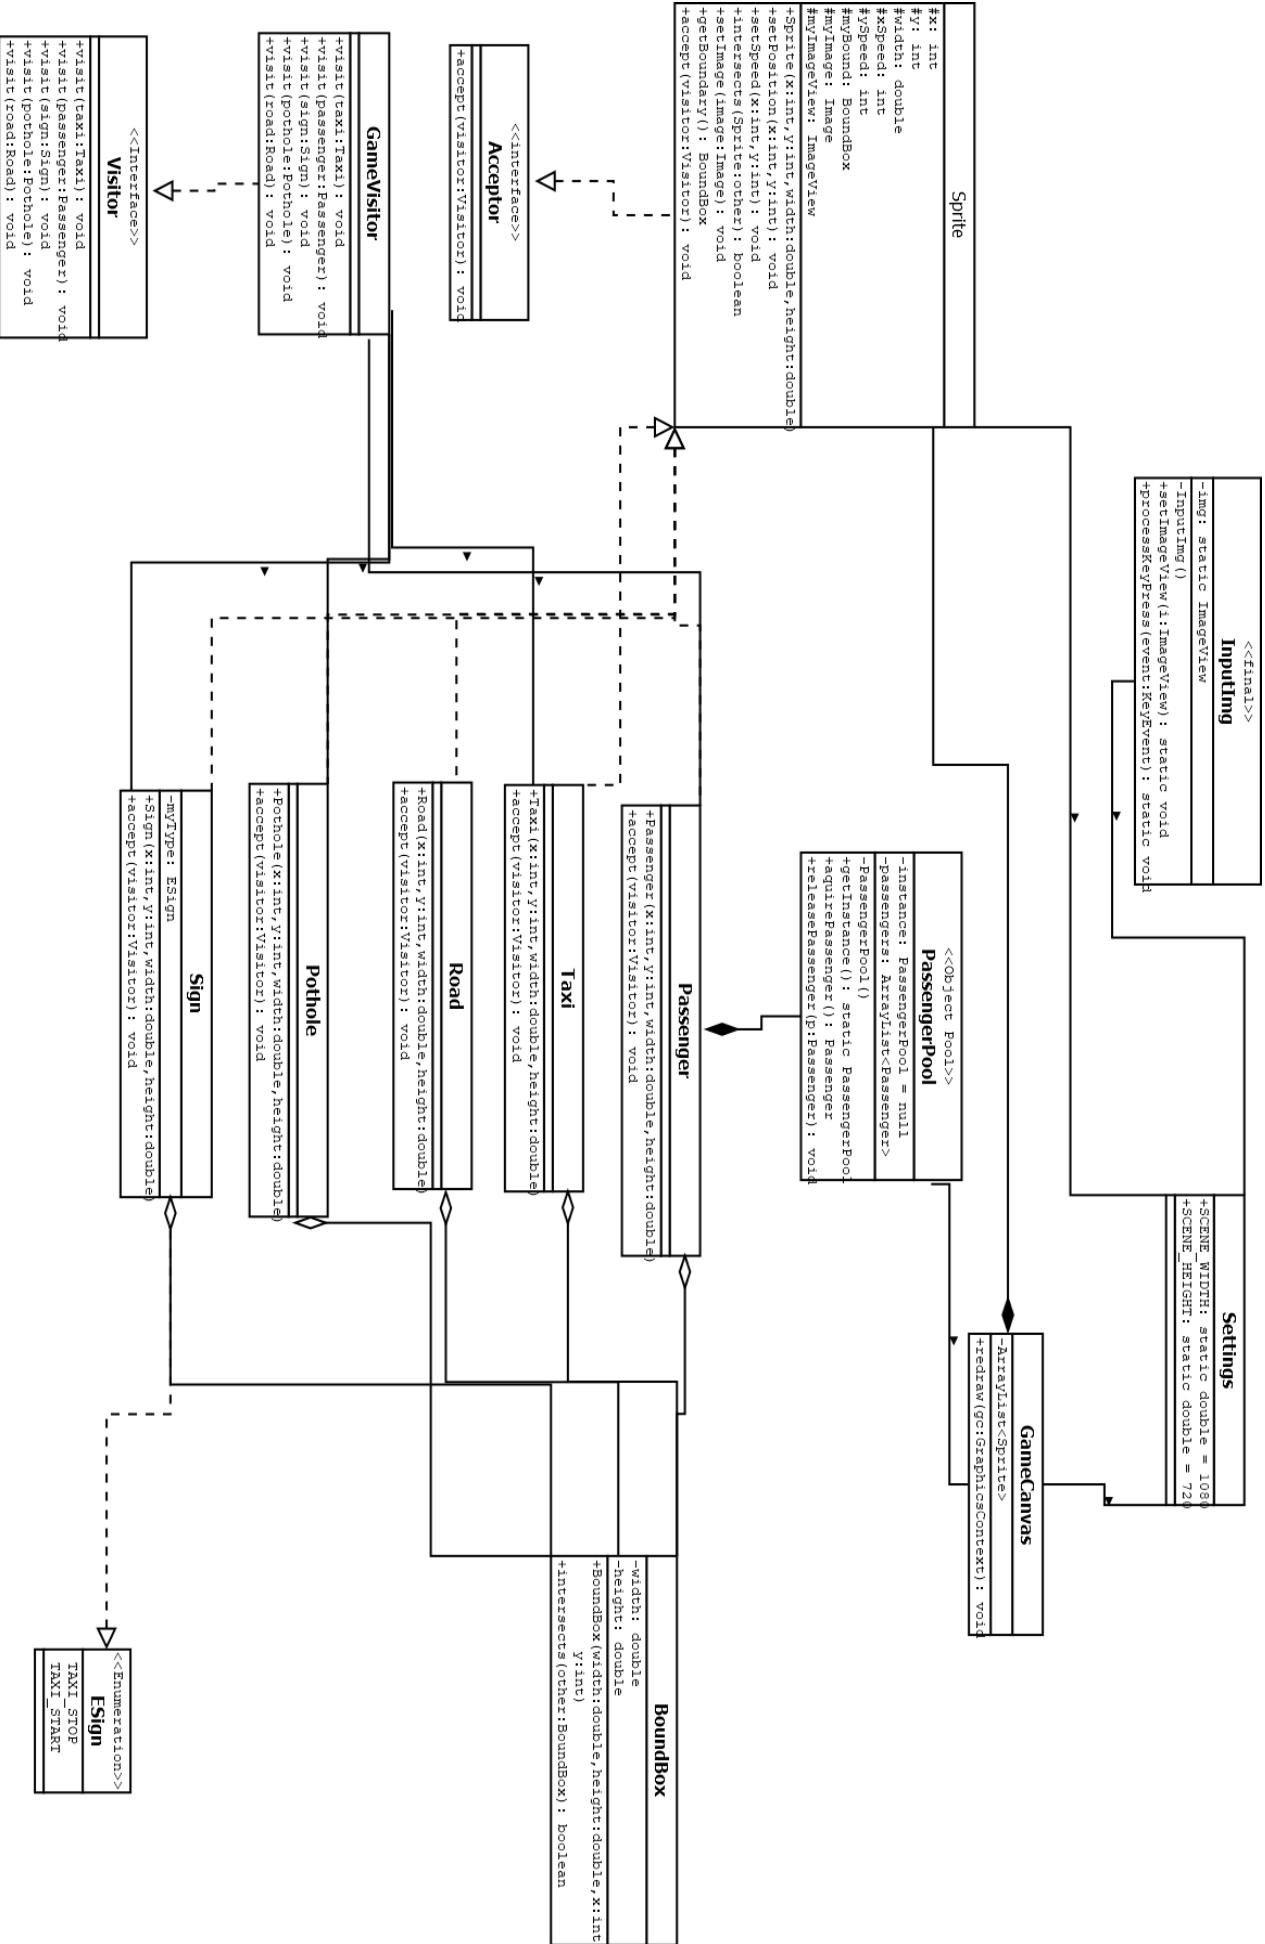 <<final>>
InputImg
-img: static ImageView
-InputImg()
+setImageView(i:ImageView): static void
+processKeyPress(event:KeyEvent): static void
Settings
+SCENE_WIDTH: static double = 1080
+SCENE_HEIGHT: static double = 720
Sprite
#x: int
#y: int
#width: double
#xSpeed: int
#ySpeed: int
#myBound: BoundBox
#myImage: Image
#myImageView: ImageView
+Sprite(x:int,y:int,width:double,height:double)
+setPosition(x:int,y:int): void
+setSpeed(x:int,y:int): void
+intersects(Sprite:other): boolean
+setImage(image:Image): void
+getBoundary(): BoundBox
+accept(visitor:Visitor): void
GameCanvas
-ArrayList<Sprite>
+redraw(gc:GraphicsContext): void
<<Object Pool>>
PassengerPool
-instance: PassengerPool = null
-passengers: ArrayList<Passenger>
-PassengerPool()
+getInstance(): static PassengerPool
+aquirePassenger(): Passenger
+releasePassenger(p:Passenger): void
Passenger
+Passenger(x:int,y:int,width:double,height:double)
+accept(visitor:Visitor): void
BoundBox
-width: double
-height: double
+BoundBox(width:double,height:double,x:int
y:int)
+intersects(other:BoundBox): boolean
Taxi
+Taxi(x:int,y:int,width:double,height:double)
+accept(visitor:Visitor): void
<<interface>>
Acceptor
+accept(visitor:Visitor): void
Road
+Road(x:int,y:int,width:double,height:double)
+accept(visitor:Visitor): void
GameVisitor
+visit(taxi:Taxi): void
+visit(passenger:Passenger): void
+visit(sign:Sign): void
+visit(pothole:Pothole): void
+visit(road:Road): void
Pothole
+Pothole(x:int,y:int,width:double,height:double)
+accept(visitor:Visitor): void
Sign
-myType: ESign
+Sign(x:int,y:int,width:double,height:double)
+accept(visitor:Visitor): void
<<Interface>>
Visitor
+visit(taxi:Taxi): void
+visit(passenger:Passenger): void
+visit(sign:Sign): void
+visit(pothole:Pothole): void
+visit(road:Road): void
<<Enumeration>>
ESign
TAXI_STOP
TAXI_START